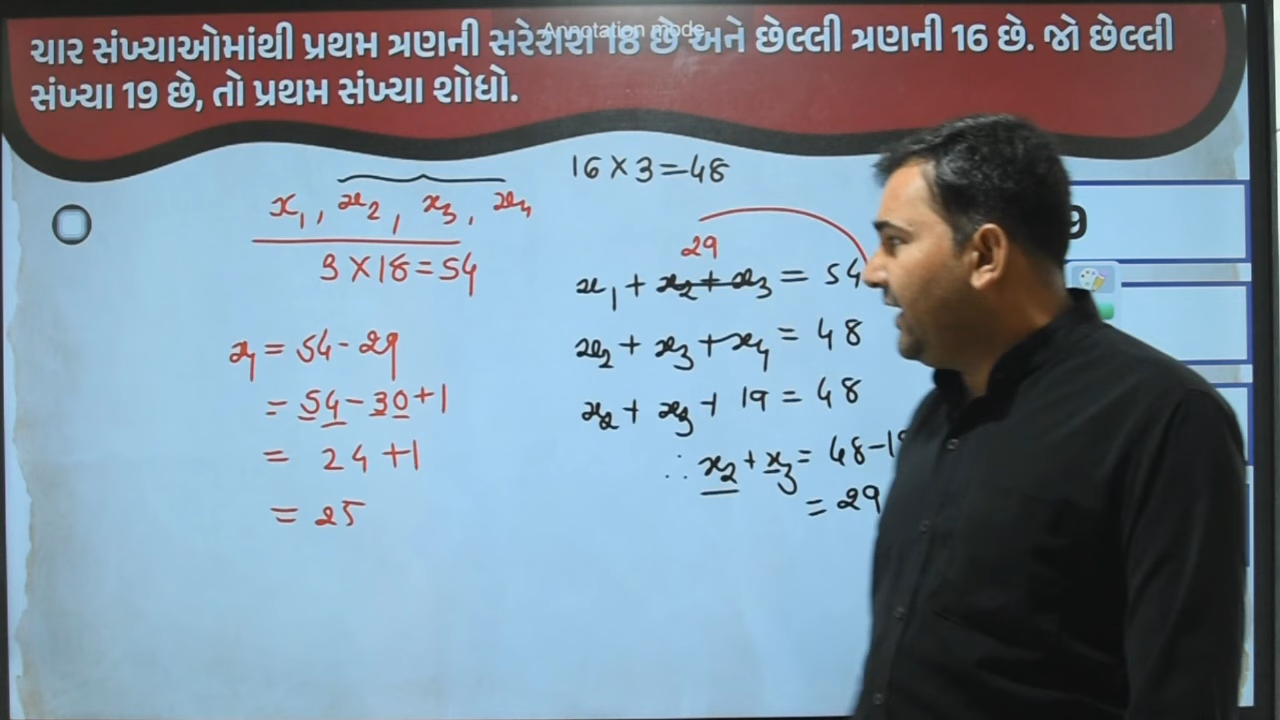 Annotation mode
ચાર સંખ્યાઓમાંથી પ્રથમ ત્રણની સરેરાશ 18 છે અને છેલ્લી ત્રણની 16 છે. જો છેલ્લી
સંખ્યા 19 છે, તો પ્રથમ સંખ્યા શોધો.
16 X 3 = 48
x₁, x₂, x₃, x₄
3 X 18 = 54
x₁ = 54 - 29
= 54 - 30 + 1
= 24 + 1
= 25
29
x₁ + x₂ + x₃ = 54
x₂ + x₃ + x₄ = 48
x₂ + x₃ + 19 = 48
∴ x₂ + x₃ = 48 - 19
= 29
9